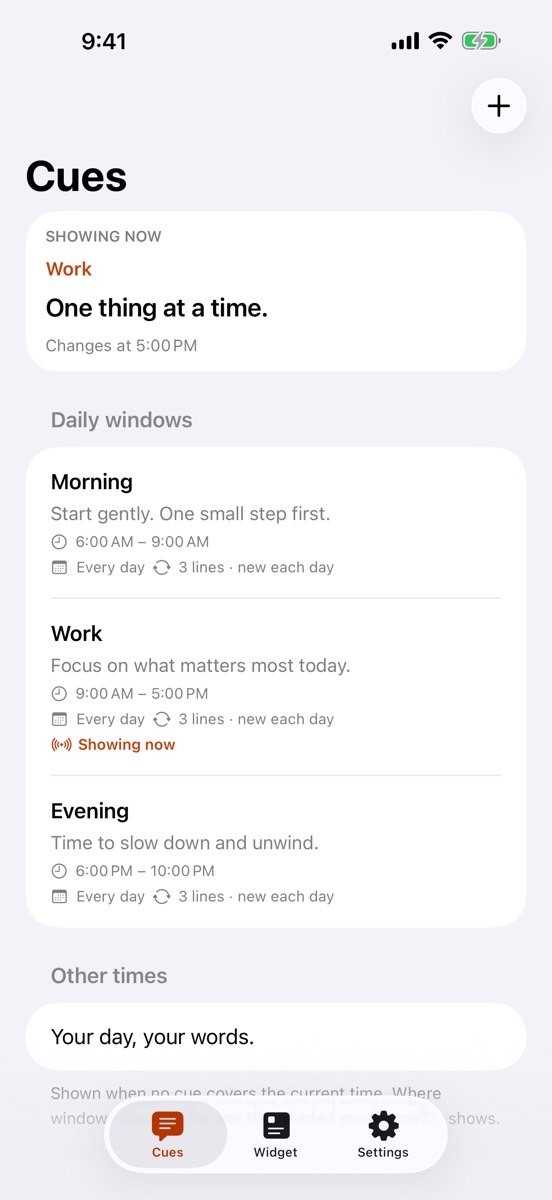 9:41
Cues
SHOWING NOW
Work
One thing at a time.
Changes at 5:00 PM
Daily windows
Morning
Start gently. One small step first.
6:00 AM – 9:00 AM
Every day 3 lines · new each day
Work
Focus on what matters most today.
9:00 AM – 5:00 PM
Every day 3 lines · new each day
Showing now
Evening
Time to slow down and unwind.
6:00 PM – 10:00 PM
Every day 3 lines · new each day
Other times
Your day, your words.
Shown when no cue covers the current time. Where
window shows.
Cues Widget Settings